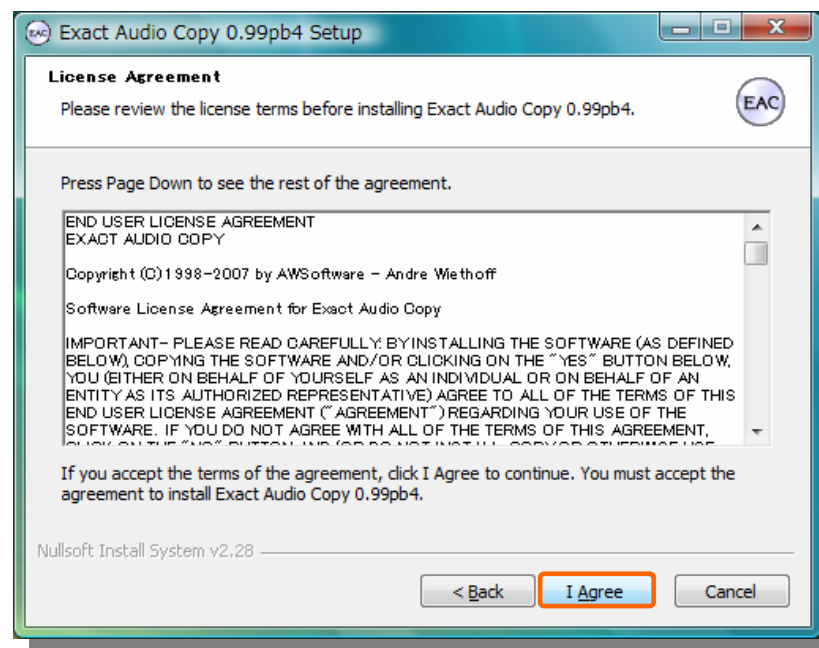 Exact Audio Copy 0.99pb4 Setup
License Agreement
Please review the license terms before installing Exact Audio Copy 0.99pb4.
EAC
Press Page Down to see the rest of the agreement.
END USER LICENSE AGREEMENT
EXACT AUDIO COPY
Copyright (C)1998-2007 by AWSoftware - Andre Wiethoff
Software License Agreement for Exact Audio Copy
IMPORTANT- PLEASE READ CAREFULLY: BYINSTALLING THE SOFTWARE (AS DEFINED
BELOW), COPYING THE SOFTWARE AND/OR CLICKING ON THE "YES" BUTTON BELOW,
YOU (EITHER ON BEHALF OF YOURSELF AS AN INDIVIDUAL OR ON BEHALF OF AN
ENTITY AS ITS AUTHORIZED REPRESENTATIVE) AGREE TO ALL OF THE TERMS OF THIS
END USER LICENSE AGREEMENT ("AGREEMENT") REGARDING YOUR USE OF THE
SOFTWARE. IF YOU DO NOT AGREE WITH ALL OF THE TERMS OF THIS AGREEMENT,
If you accept the terms of the agreement, click I Agree to continue. You must accept the
agreement to install Exact Audio Copy 0.99pb4.
Nullsoft Install System v2.28
< Back
I Agree
Cancel